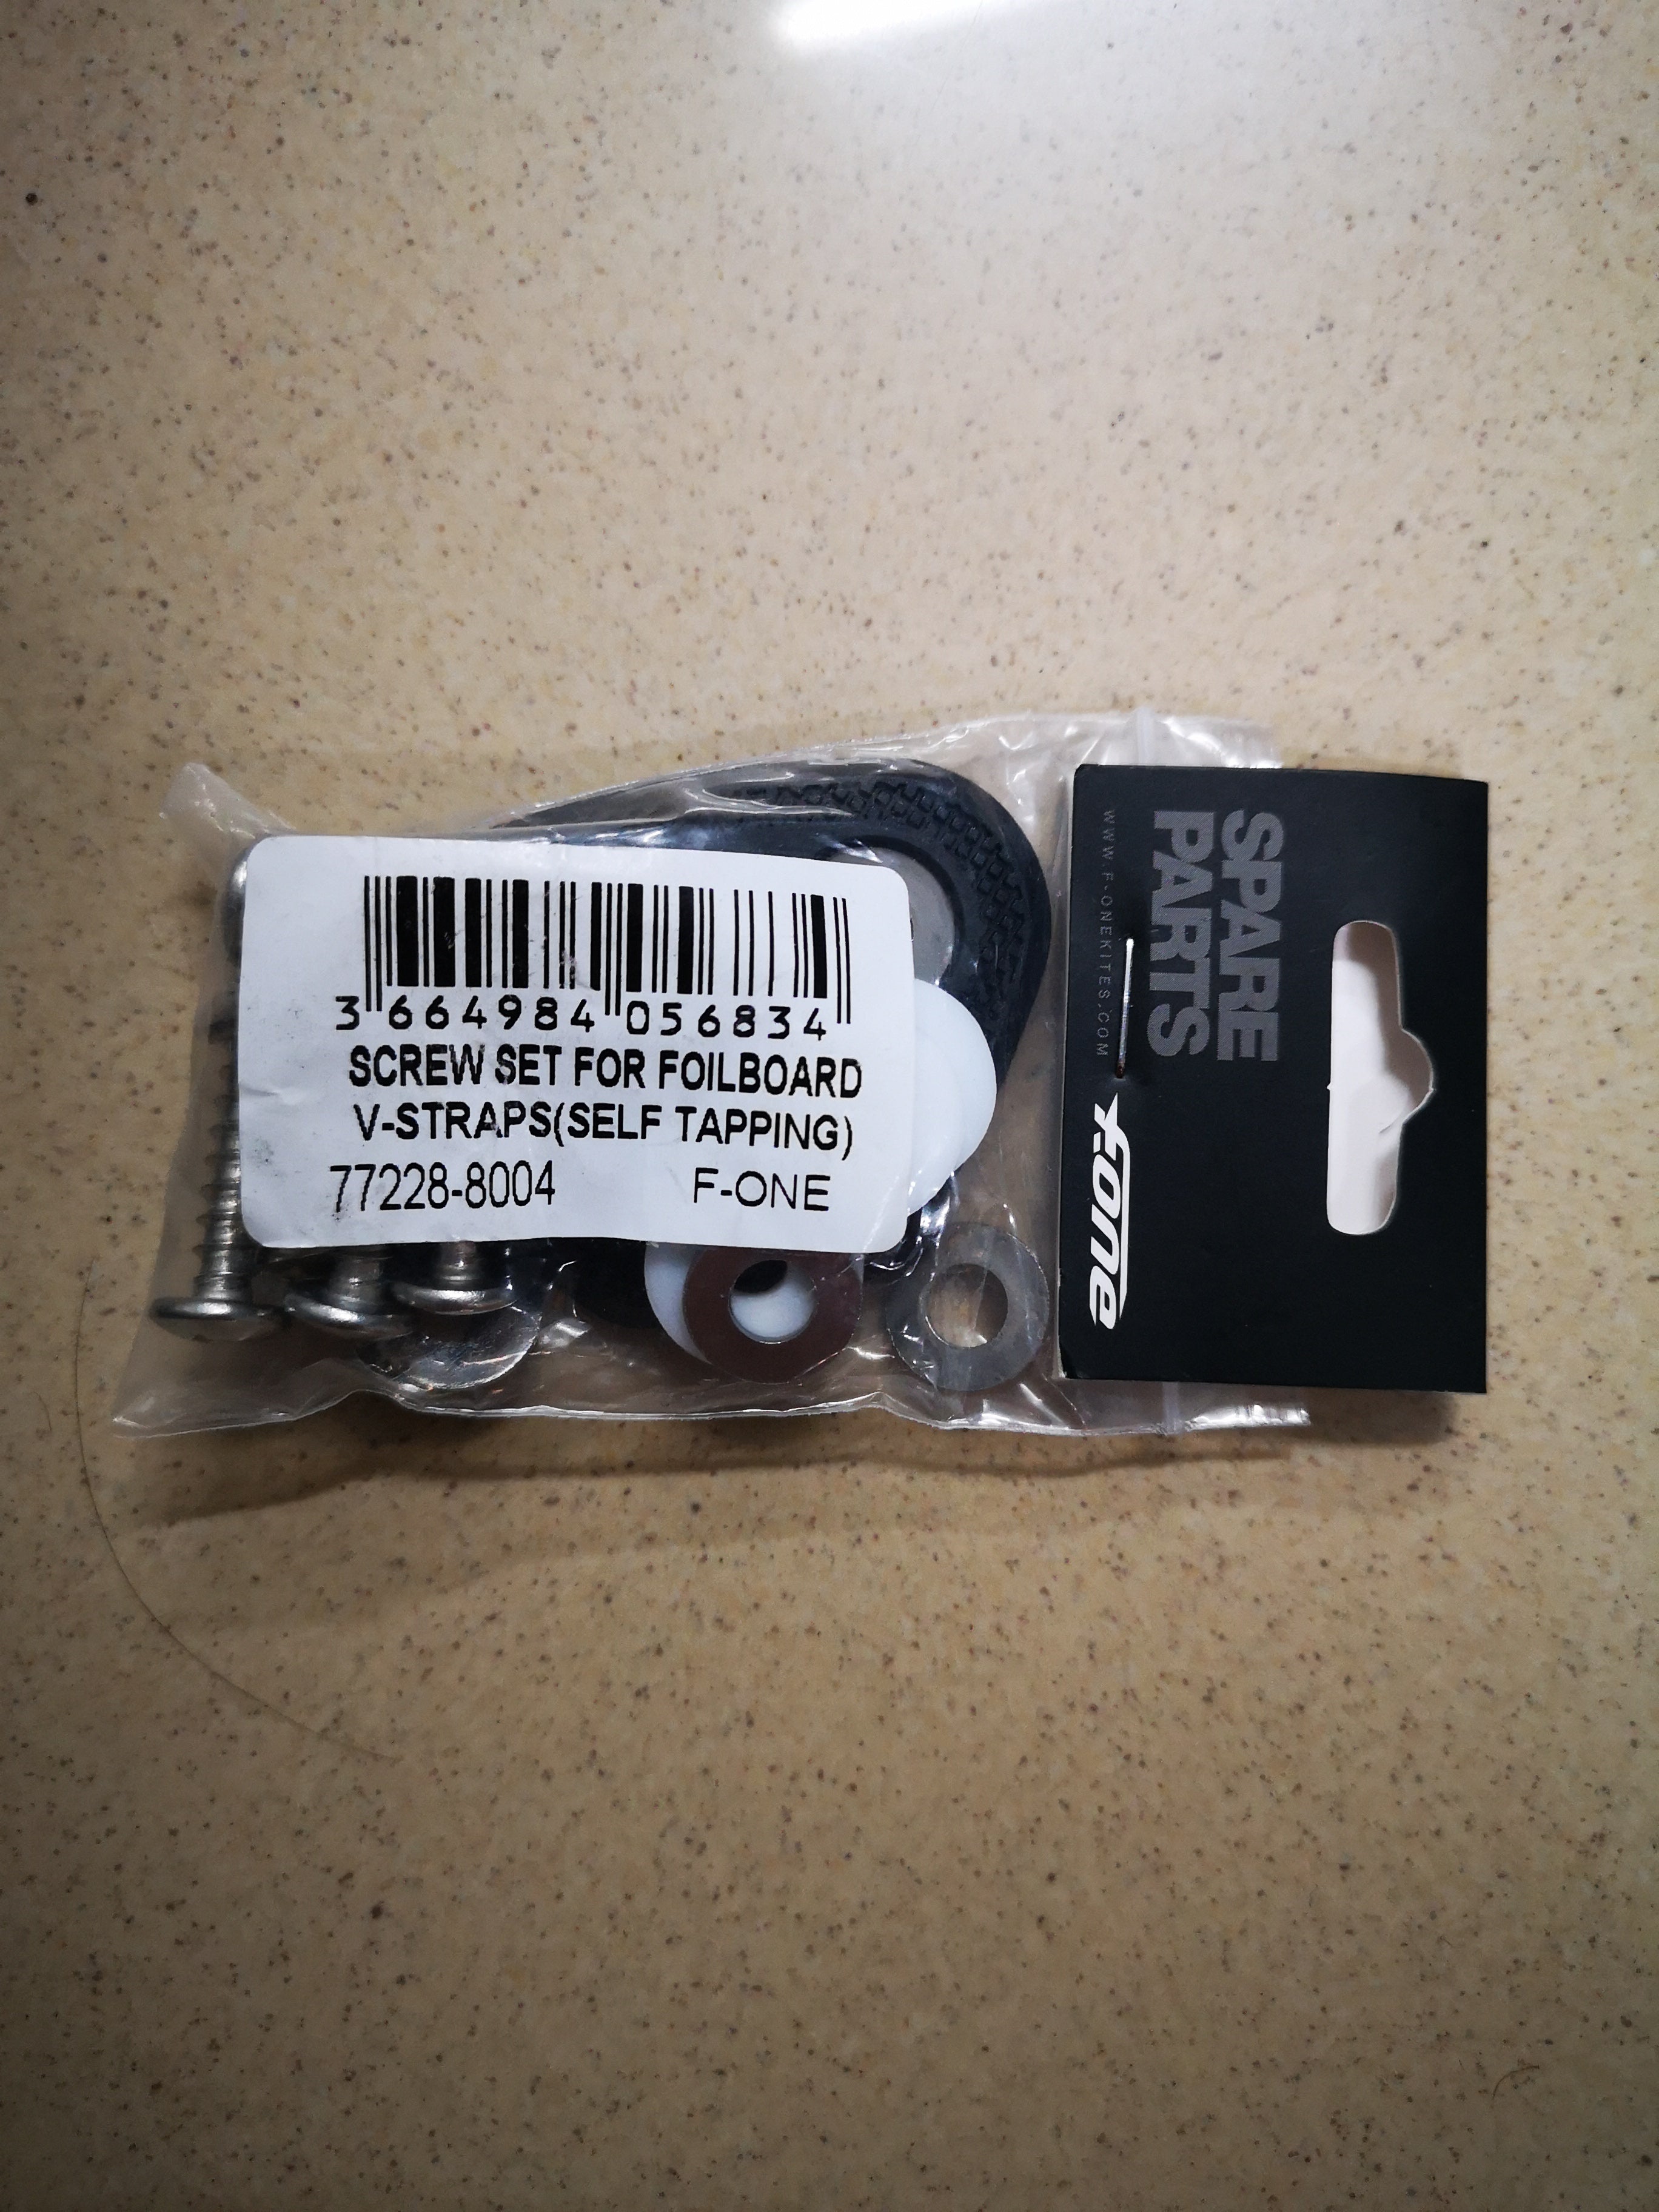 3 664984 056834
SCREW SET FOR FOILBOARD
V-STRAPS(SELF TAPPING)
77228-8004 F-ONE
SPARE
PARTS
WWW.F-ONEKITES.COM
F.one